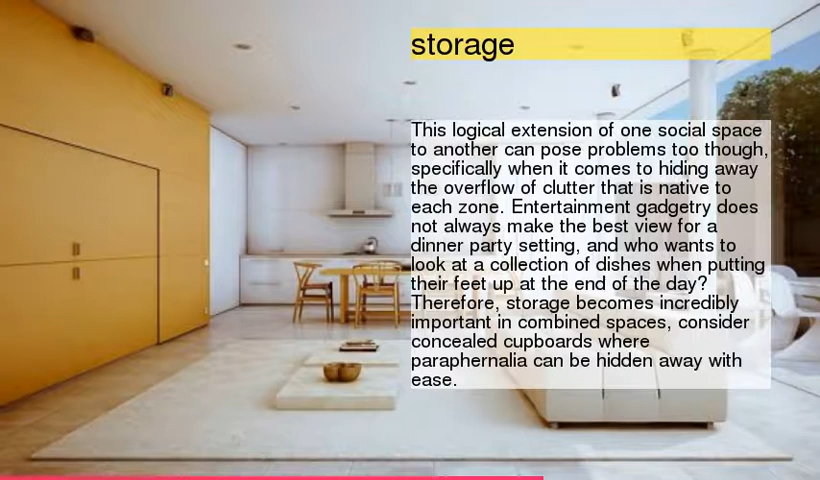 storage
This logical extension of one social space
to another can pose problems too though,
specifically when it comes to hiding away
the overflow of clutter that is native to
each zone. Entertainment gadgetry does
not always make the best view for a
dinner party setting, and who wants to
look at a collection of dishes when putting
their feet up at the end of the day?
Therefore, storage becomes incredibly
important in combined spaces, consider
concealed cupboards where
paraphernalia can be hidden away with
ease.